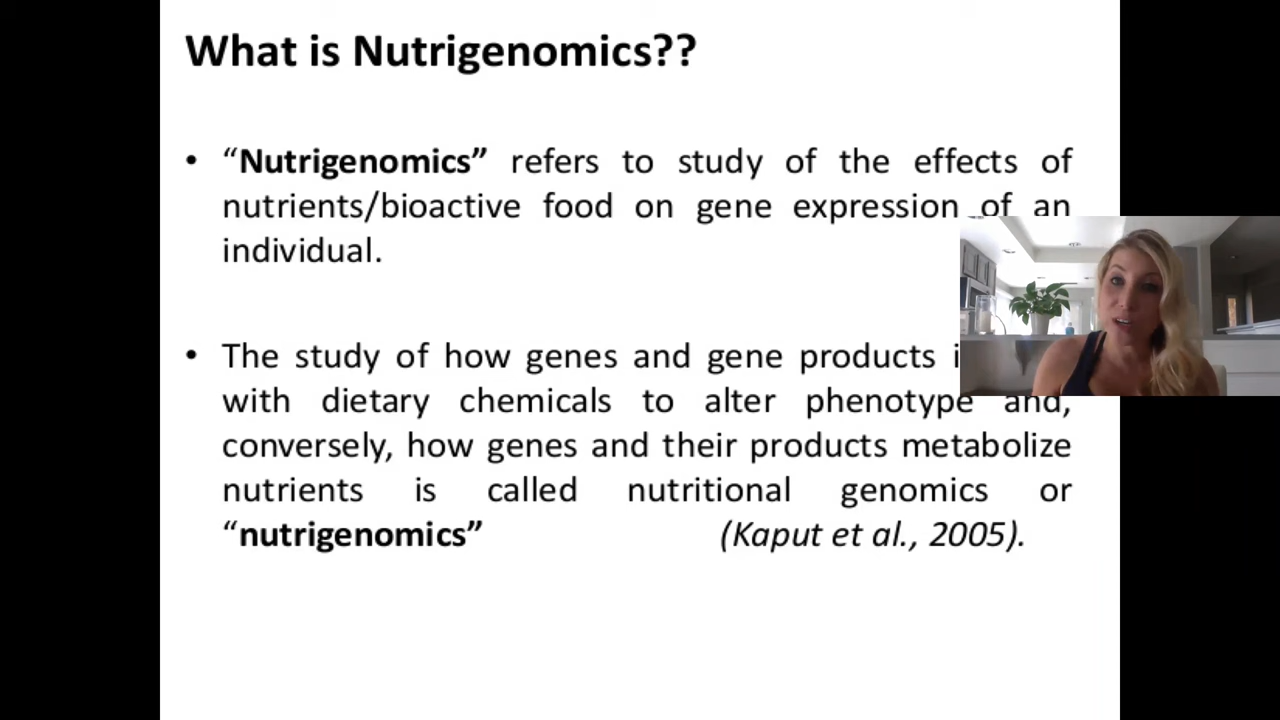 What is Nutrigenomics??
• “Nutrigenomics” refers to study of the effects of
nutrients/bioactive food on gene expression of an
individual.
• The study of how genes and gene products
with dietary chemicals to alter phenotype and,
conversely, how genes and their products metabolize
nutrients is called nutritional genomics or
“nutrigenomics” (Kaput et al., 2005).